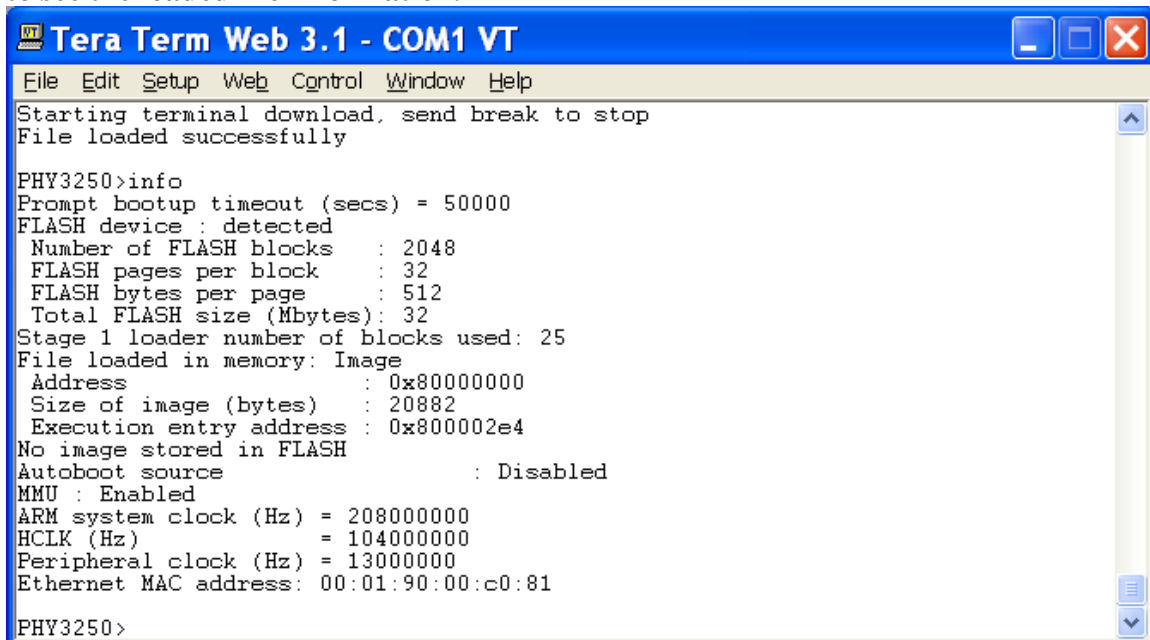 Tera Term Web 3.1 - COM1 VT
File Edit Setup Web Control Window Help
Starting terminal download, send break to stop
File loaded successfully
PHY3250>info
Prompt bootup timeout (secs) = 50000
FLASH device : detected
Number of FLASH blocks : 2048
FLASH pages per block : 32
FLASH bytes per page : 512
Total FLASH size (Mbytes): 32
Stage 1 loader number of blocks used: 25
File loaded in memory: Image
Address : 0x80000000
Size of image (bytes) : 20882
Execution entry address : 0x800002e4
No image stored in FLASH
Autoboot source : Disabled
MMU : Enabled
ARM system clock (Hz) = 208000000
HCLK (Hz) = 104000000
Peripheral clock (Hz) = 13000000
Ethernet MAC address: 00:01:90:00:c0:81
PHY3250>